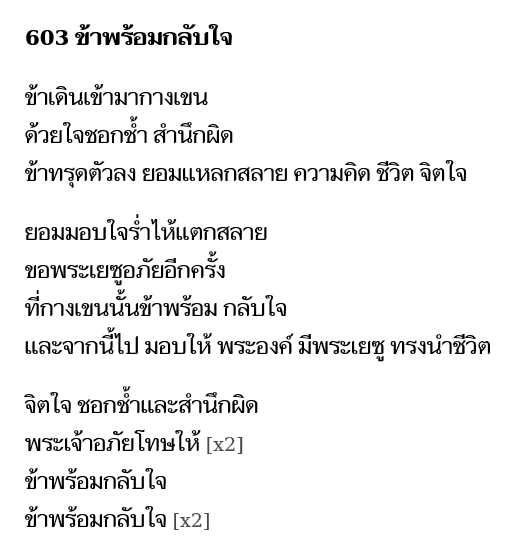 603 ข้าพร้อมกลับใจ
ข้าเดินเข้ามากางเขน
ด้วยใจชอกช้ำ สำนึกผิด
ข้าทรุดตัวลง ยอมแหลกสลาย ความคิด ชีวิต จิตใจ
ยอมมอบใจร่ำไห้แตกสลาย
ขอพระเยซูอภัยอีกครั้ง
ที่กางเขนนั้นข้าพร้อม กลับใจ
และจากนี้ไป มอบให้ พระองค์ มีพระเยซู ทรงนำชีวิต
จิตใจ ชอกช้ำและสำนึกผิด
พระเจ้าอภัยโทษให้ [x2]
ข้าพร้อมกลับใจ
ข้าพร้อมกลับใจ [x2]